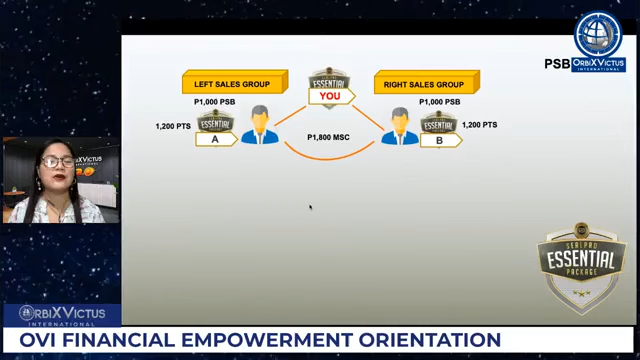 PSB
ORBIXVICTUS
INTERNATIONAL
LEFT SALES GROUP
ESSENTIAL
YOU
RIGHT SALES GROUP
P1,000 PSB
P1,000 PSB
1,200 PTS
ESSENTIAL
A
P1,800 MSC
ESSENTIAL
B
1,200 PTS
SEALPRO
ESSENTIAL
PACKAGE
ORBIXVICTUS
INTERNATIONAL
OVI FINANCIAL EMPOWERMENT ORIENTATION